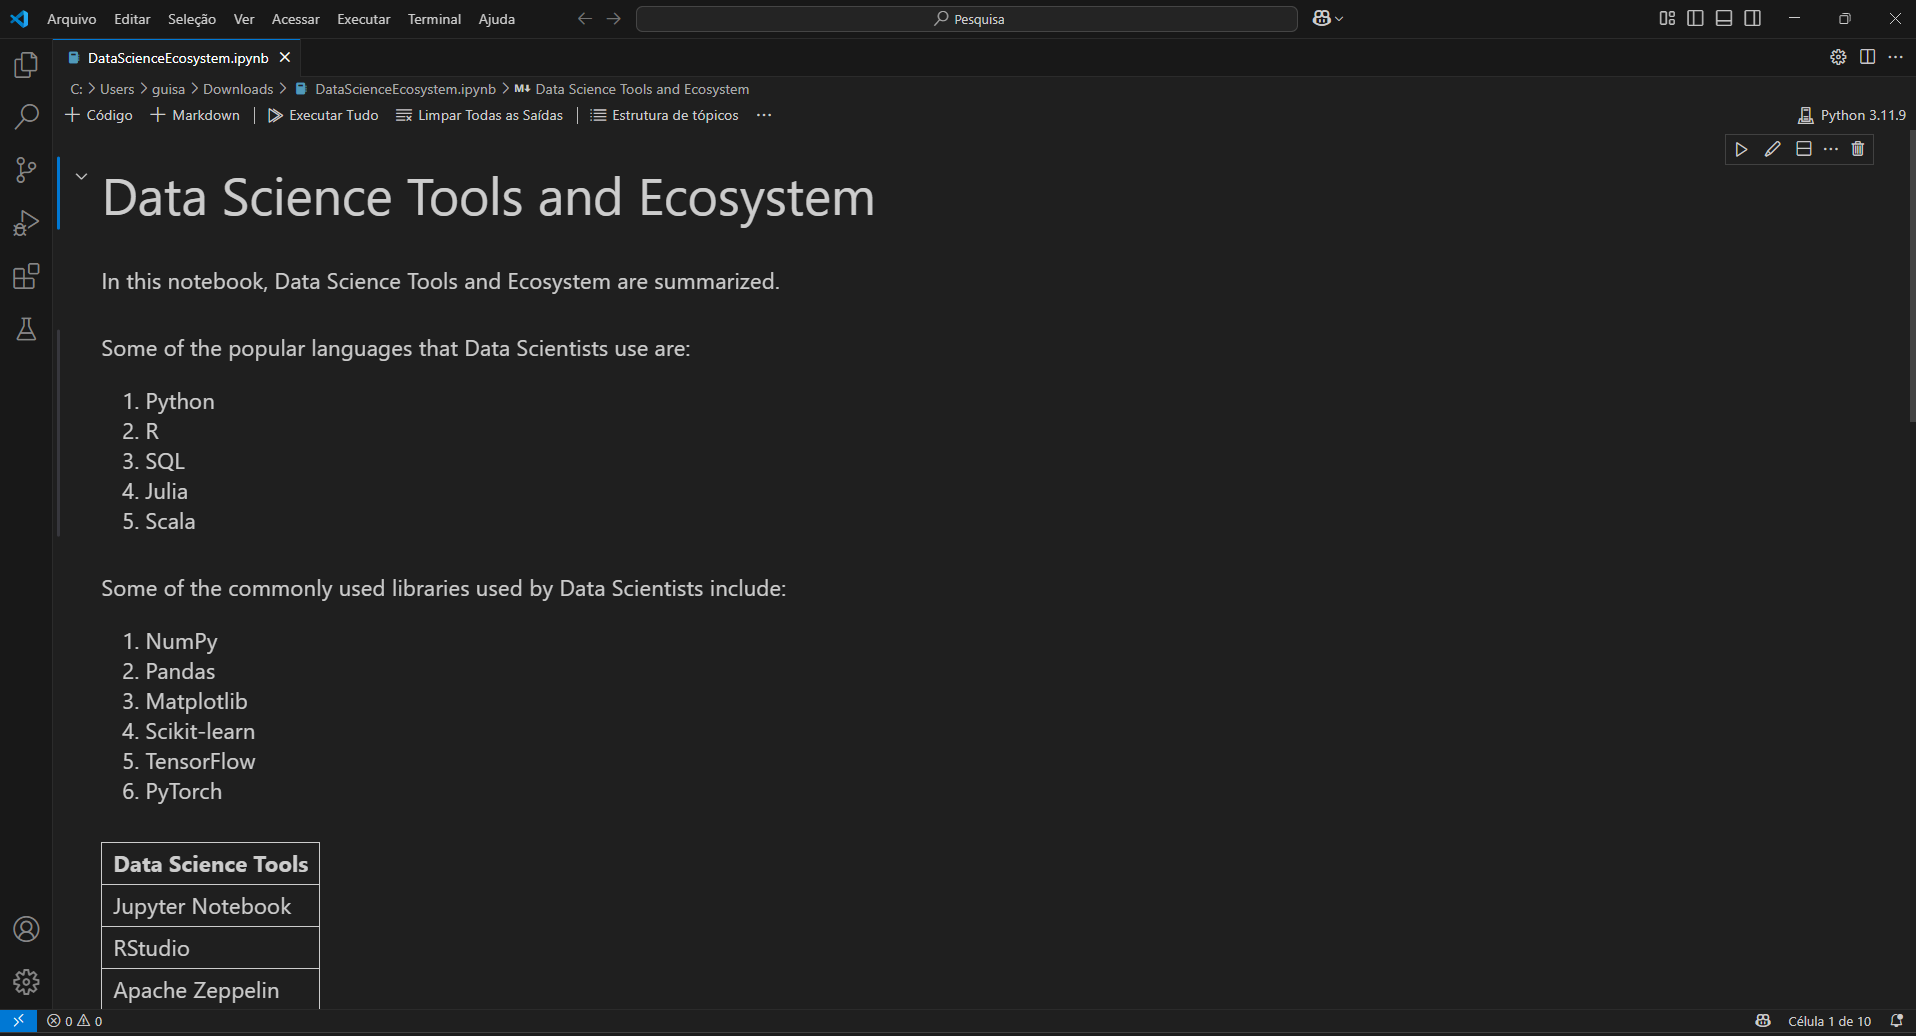 Arquivo Editar Seleção Ver Acessar Executar Terminal Ajuda Pesquisa
DataScienceEcosystem.ipynb
C: > Users > guisa > Downloads > DataScienceEcosystem.ipynb > M↓ Data Science Tools and Ecosystem
+ Código + Markdown | Executar Tudo Limpar Todas as Saídas | Estrutura de tópicos ... Python 3.11.9
Data Science Tools and Ecosystem
In this notebook, Data Science Tools and Ecosystem are summarized.
Some of the popular languages that Data Scientists use are:
1. Python
2. R
3. SQL
4. Julia
5. Scala
Some of the commonly used libraries used by Data Scientists include:
1. NumPy
2. Pandas
3. Matplotlib
4. Scikit-learn
5. TensorFlow
6. PyTorch
Data Science Tools
Jupyter Notebook
RStudio
Apache Zeppelin
0 0 Célula 1 de 10